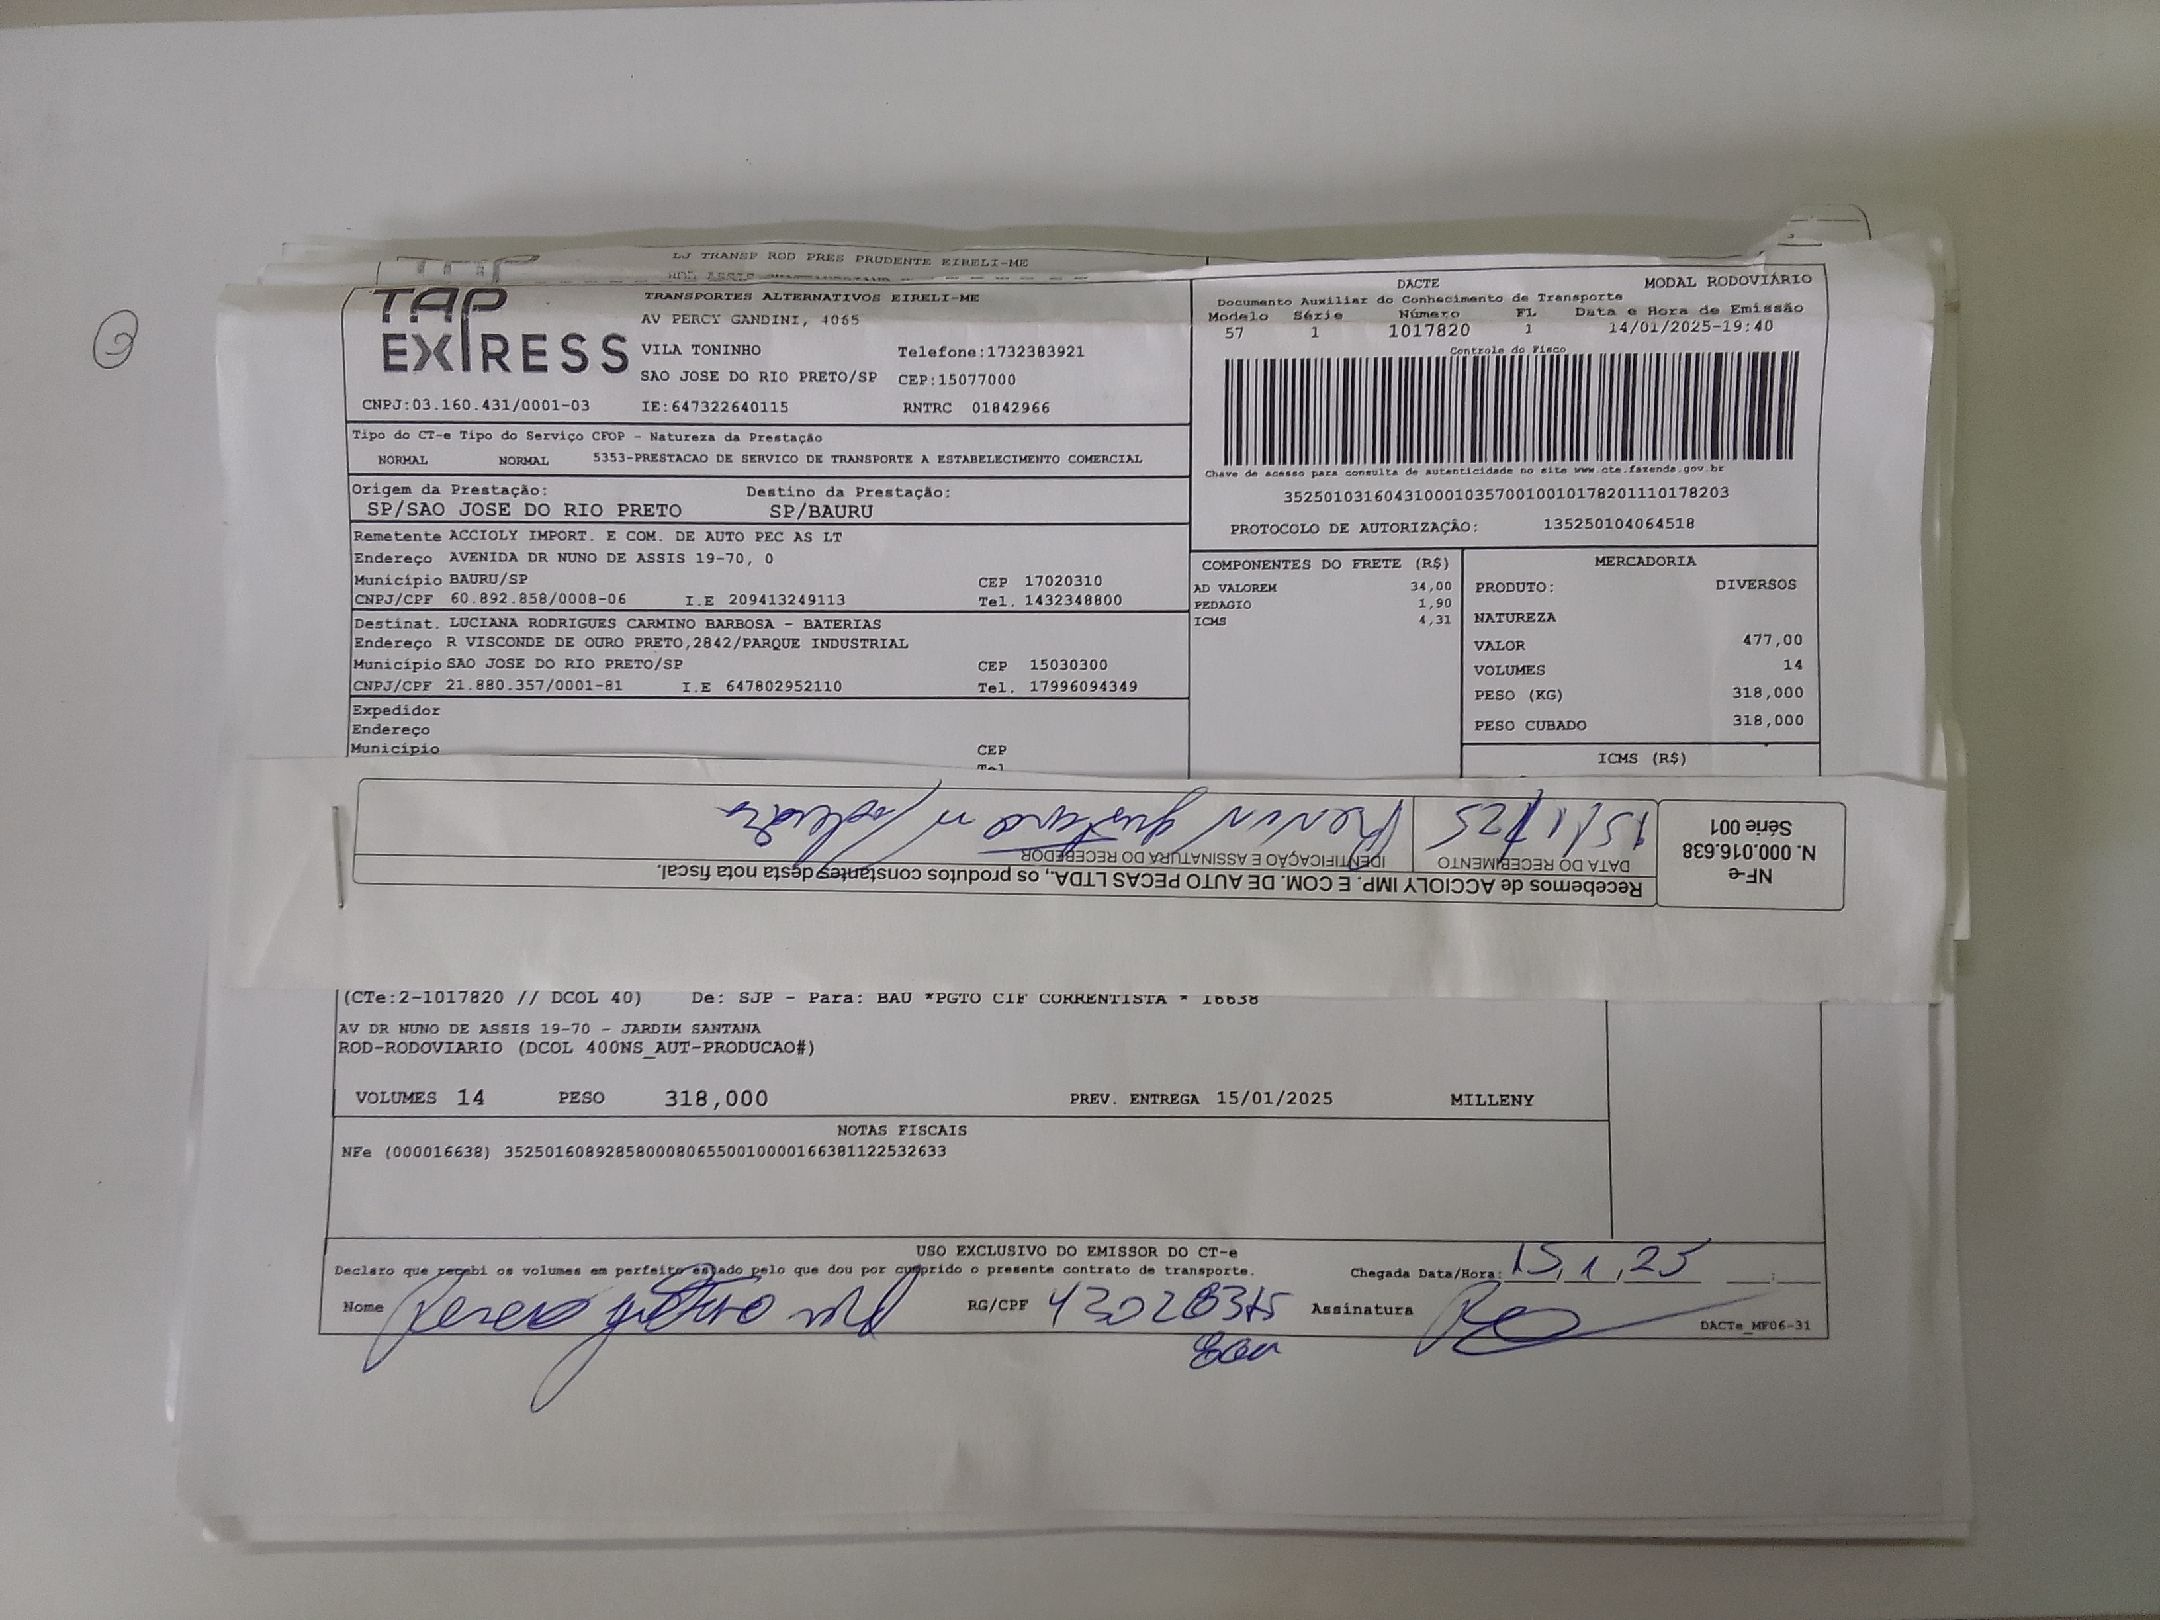 LJ TRANSP ROD PRES PRUDENTE EIRELI-ME
TAP EXPRESS
TRANSPORTES ALTERNATIVOS EIRELI-ME
AV PERCY GANDINI, 4065
VILA TONINHO Telefone:1732383921
SAO JOSE DO RIO PRETO/SP CEP:15077000
CNPJ:03.160.431/0001-03 IE:647322640115 RNTRC 01842966
DACTE MODAL RODOVIÁRIO
Documento Auxiliar do Conhecimento de Transporte
Modelo Série Número FL Data e Hora de Emissão
57 1 1017820 1 14/01/2025-19:40
Controle do Fisco
Chave de acesso para consulta de autenticidade no site www.cte.fazenda.gov.br
35250103160431000103570010010178201110178203
PROTOCOLO DE AUTORIZAÇÃO: 135250104064518
Tipo do CT-e Tipo do Serviço CFOP - Natureza da Prestação
NORMAL NORMAL 5353-PRESTACAO DE SERVICO DE TRANSPORTE A ESTABELECIMENTO COMERCIAL
Origem da Prestação: Destino da Prestação:
SP/SAO JOSE DO RIO PRETO SP/BAURU
Remetente ACCIOLY IMPORT. E COM. DE AUTO PEC AS LT
Endereço AVENIDA DR NUNO DE ASSIS 19-70, 0
Município BAURU/SP CEP 17020310
CNPJ/CPF 60.892.858/0008-06 I.E 209413249113 Tel. 1432348800
Destinat. LUCIANA RODRIGUES CARMINO BARBOSA - BATERIAS
Endereço R VISCONDE DE OURO PRETO,2842/PARQUE INDUSTRIAL
Município SAO JOSE DO RIO PRETO/SP CEP 15030300
CNPJ/CPF 21.880.357/0001-81 I.E 647802952110 Tel. 17996094349
Expedidor
Endereço
Município CEP
Tel
COMPONENTES DO FRETE (R$)
AD VALOREM 34,00
PEDAGIO 1,90
ICMS 4,31
MERCADORIA
PRODUTO: DIVERSOS
NATUREZA
VALOR 477,00
VOLUMES 14
PESO (KG) 318,000
PESO CUBADO 318,000
ICMS (R$)
Recebemos de ACCIOLY IMP. E COM. DE AUTO PECAS LTDA., os produtos constantes desta nota fiscal.
DATA DO RECEBIMENTO IDENTIFICAÇÃO E ASSINATURA DO RECEBEDOR
15/1/25
NF-e
N. 000.016.638
Série 001
(CTe:2-1017820 // DCOL 40) De: SJP - Para: BAU *PGTO CIF CORRENTISTA * 16638
AV DR NUNO DE ASSIS 19-70 - JARDIM SANTANA
ROD-RODOVIARIO (DCOL 400NS_AUT-PRODUCAO#)
VOLUMES 14 PESO 318,000 PREV. ENTREGA 15/01/2025 MILLENY
NOTAS FISCAIS
NFe (000016638) 35250160892858000806550010000166381122532633
USO EXCLUSIVO DO EMISSOR DO CT-e
Declaro que recebi os volumes em perfeito estado pelo que dou por cumprido o presente contrato de transporte.
Chegada Data/Hora: 15,1,25
Nome RG/CPF Assinatura
DACTe_MF06-31